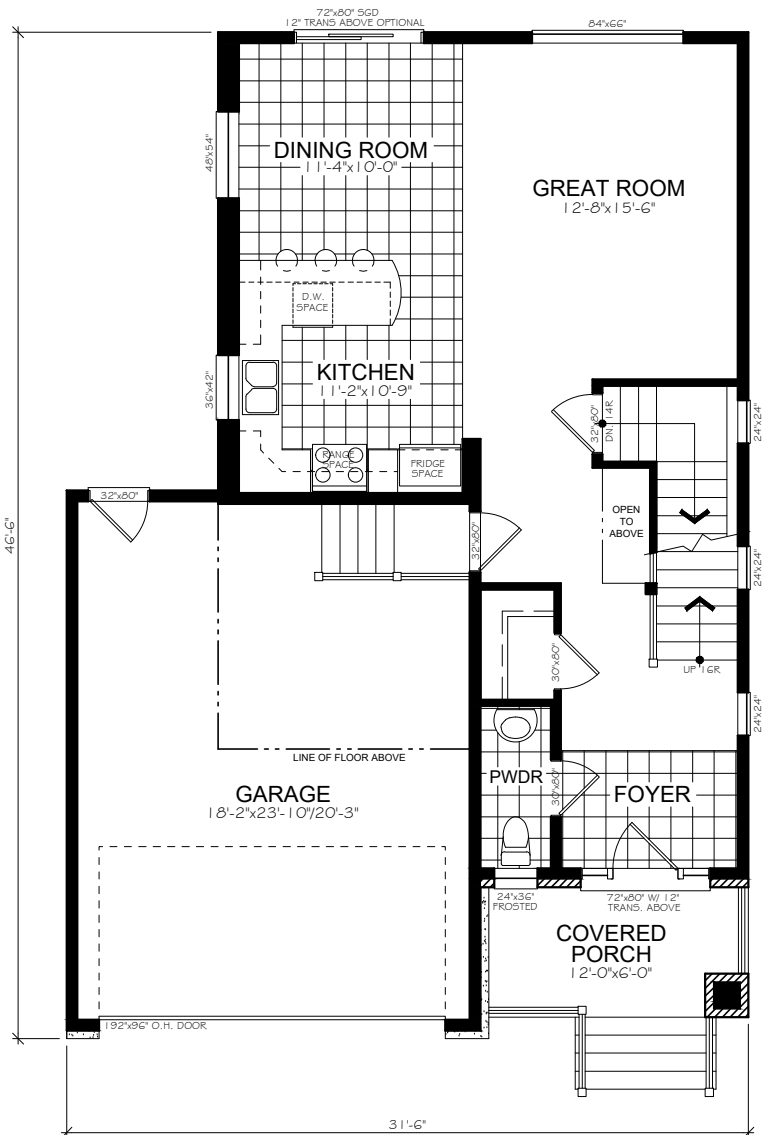 72"x80" SGD
12" TRANS ABOVE OPTIONAL
84"x66"
48"x54"
DINING ROOM
11'-4"x10'-0"
GREAT ROOM
12'-8"x15'-6"
D.W.
SPACE
36"x42"
KITCHEN
11'-2"x10'-9"
32"x80"
DN. 14R
24"x24"
RANGE
SPACE
FRIDGE
SPACE
32"x80"
OPEN
TO
ABOVE
46'-6"
32"x80"
24"x24"
30"x80"
UP 16R
24"x24"
LINE OF FLOOR ABOVE
PWDR
30"x80"
FOYER
GARAGE
18'-2"x23'-10"/20'-3"
24"x36"
FROSTED
72"x80" W/ 12"
TRANS. ABOVE
COVERED
PORCH
12'-0"x6'-0"
192"x96" O.H. DOOR
31'-6"